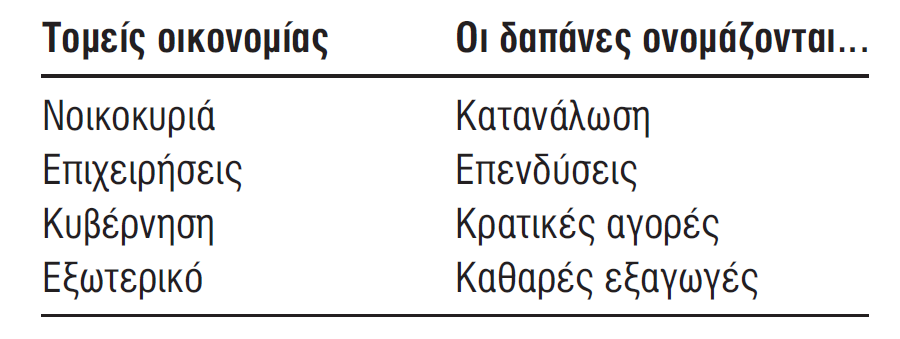 Τομείς οικονομίας Οι δαπάνες ονομάζονται...
Νοικοκυριά Κατανάλωση
Επιχειρήσεις Επενδύσεις
Κυβέρνηση Κρατικές αγορές
Εξωτερικό Καθαρές εξαγωγές